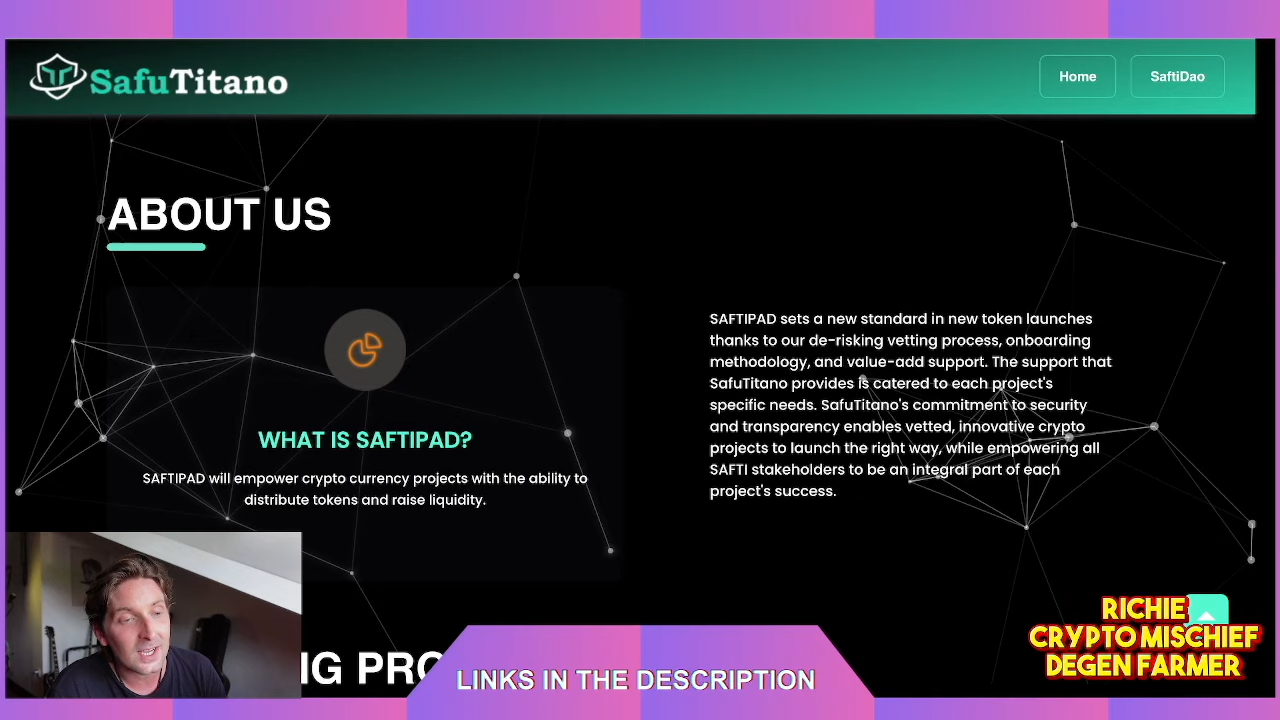 SafuTitano
Home
SaftiDao
ABOUT US
WHAT IS SAFTIPAD?
SAFTIPAD will empower crypto currency projects with the ability to
distribute tokens and raise liquidity.
SAFTIPAD sets a new standard in new token launches
thanks to our de-risking vetting process, onboarding
methodology, and value-add support. The support that
SafuTitano provides is catered to each project's
specific needs. SafuTitano's commitment to security
and transparency enables vetted, innovative crypto
projects to launch the right way, while empowering all
SAFTI stakeholders to be an integral part of each
project's success.
RICHIE
CRYPTO MISCHIEF
DEGEN FARMER
LINKS IN THE DESCRIPTION